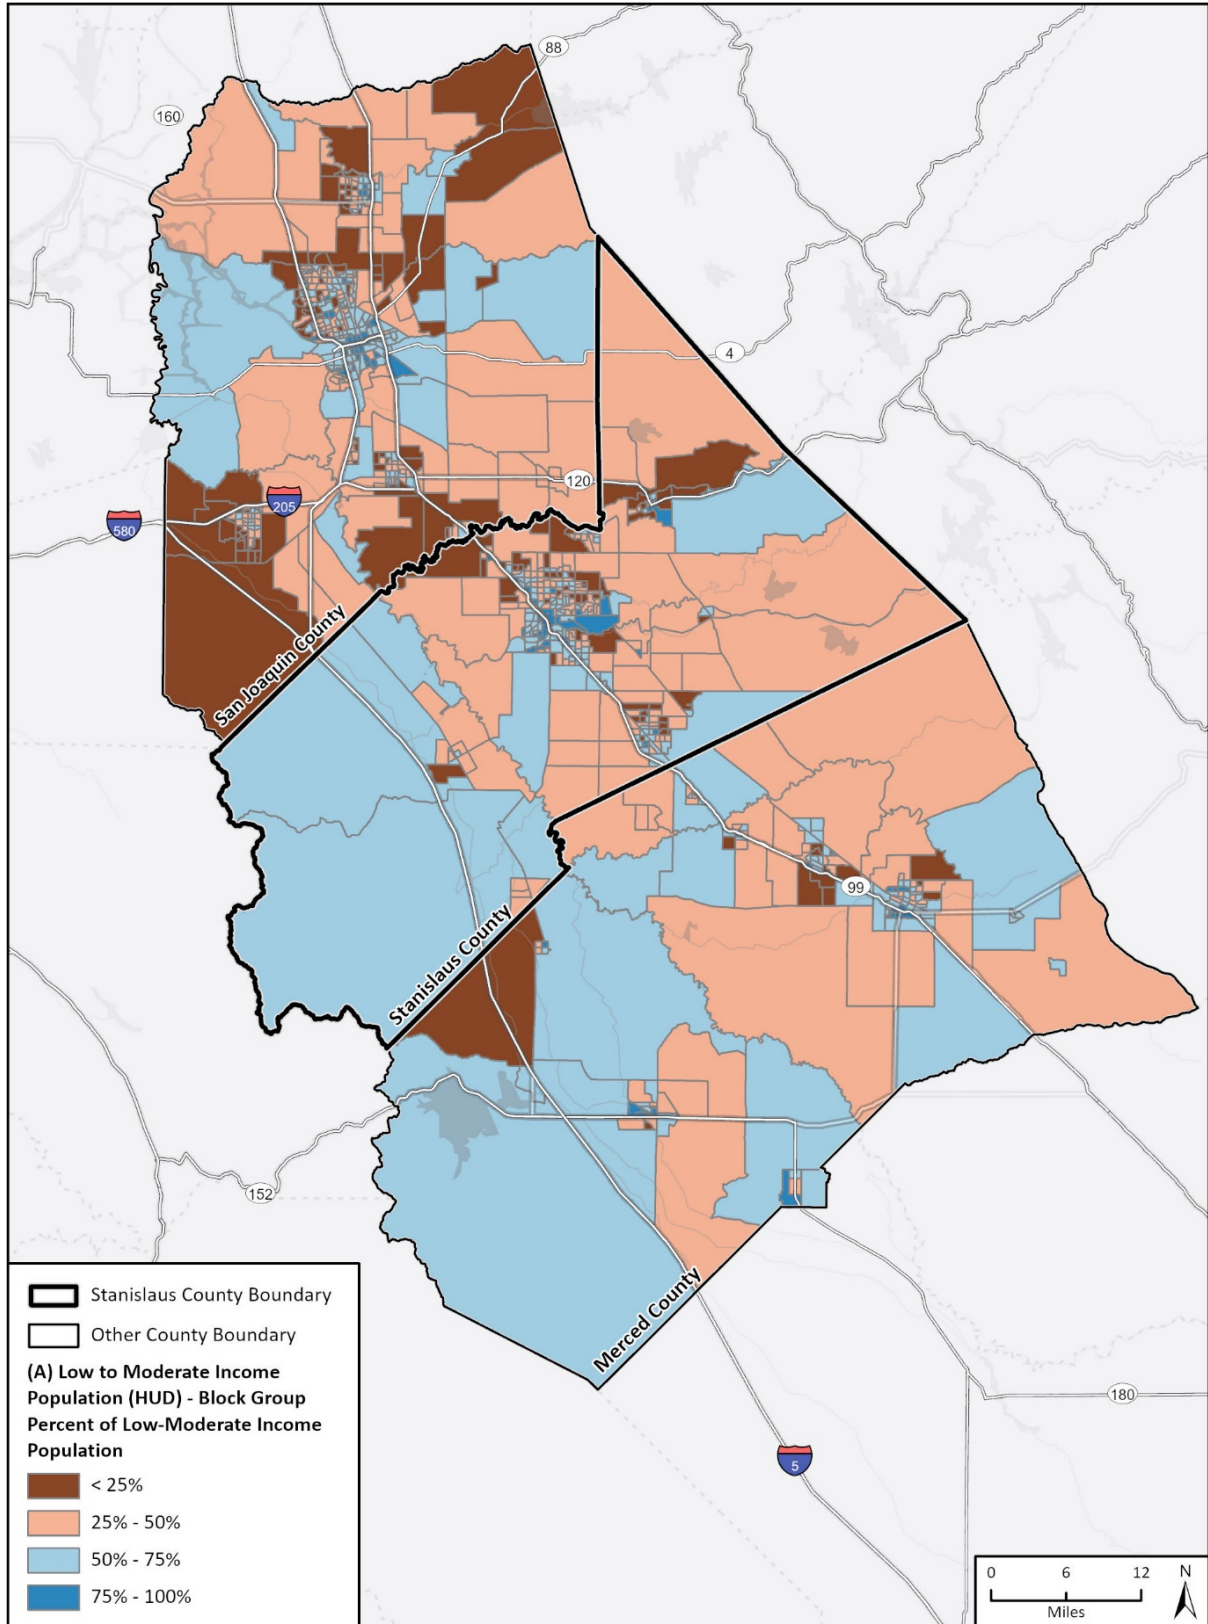 88
160
4
120
205
580
San Joaquin County
99
Stanislaus County
152
Merced County
180
5
Stanislaus County Boundary
Other County Boundary
(A) Low to Moderate Income
Population (HUD) - Block Group
Percent of Low-Moderate Income
Population
< 25%
25% - 50%
50% - 75%
75% - 100%
0 6 12
Miles
N